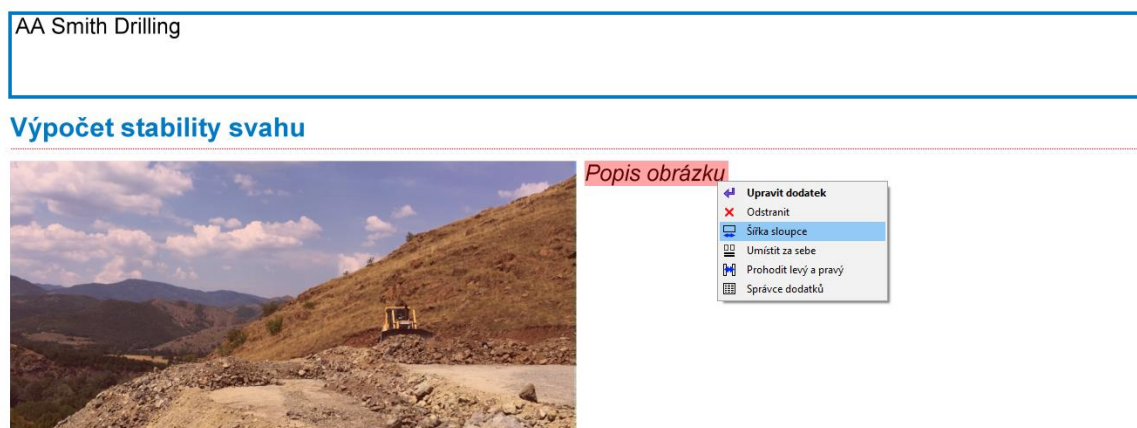 AA Smith Drilling
Výpočet stability svahu
Popis obrázku
Upravit dodatek
Odstranit
Šířka sloupce
Umístit za sebe
Prohodit levý a pravý
Správce dodatků